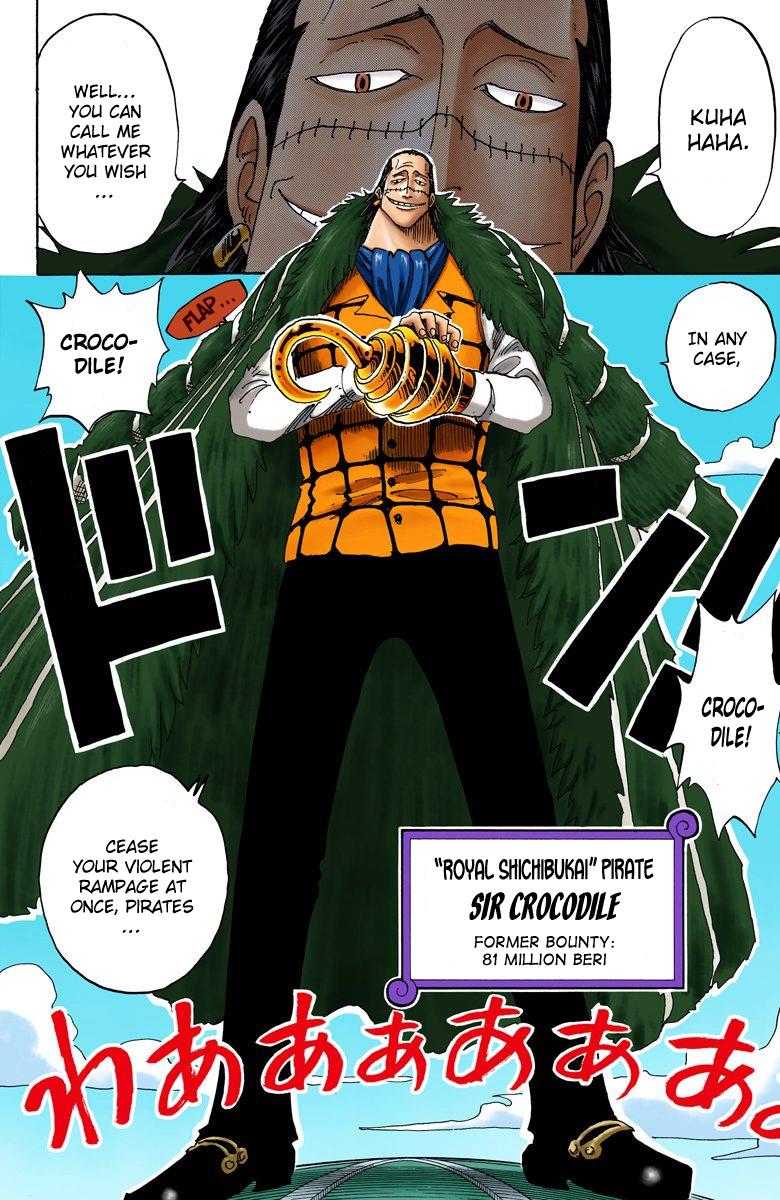 KUHA
HAHA.
WELL...
YOU CAN
CALL ME
WHATEVER
YOU WISH
...
IN ANY
CASE,
FLAP...
CROCO-
DILE!
ドン
CROCO-
DILE!
CEASE
YOUR VIOLENT
RAMPAGE AT
ONCE, PIRATES
...
"ROYAL SHICHIBUKAI" PIRATE
SIR CROCODILE
FORMER BOUNTY:
81 MILLION BERI
わあああああああ。